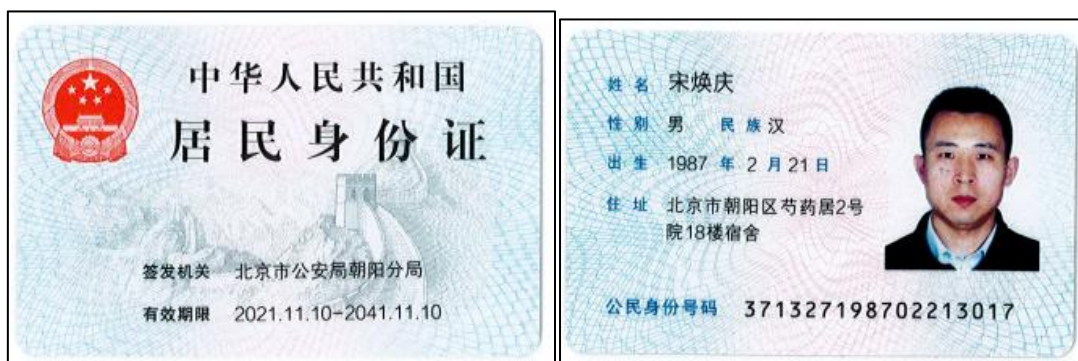 中华人民共和国
居民身份证
签发机关 北京市公安局朝阳分局
有效期限 2021.11.10-2041.11.10
姓名 宋焕庆
性别 男 民族 汉
出生 1987 年 2 月 21 日
住址 北京市朝阳区芍药居2号
院18楼宿舍
公民身份号码 371327198702213017